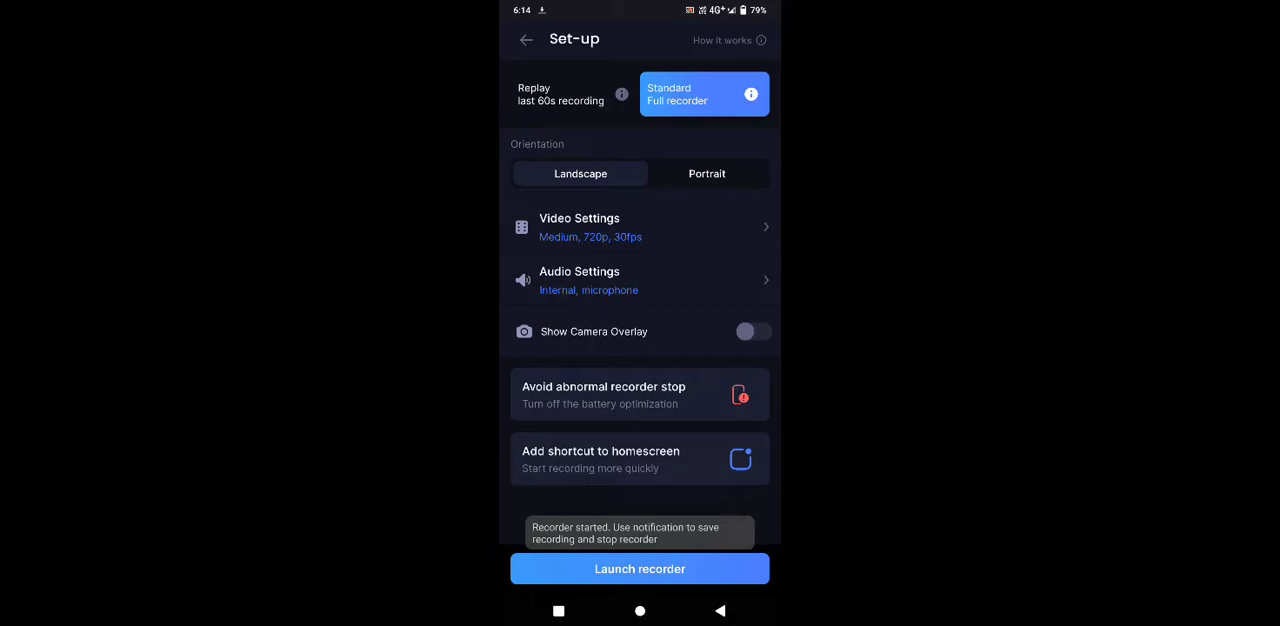 6:14
4G+ 79%
Set-up
How it works
Replay
last 60s recording
Standard
Full recorder
Orientation
Landscape
Portrait
Video Settings
Medium, 720p, 30fps
Audio Settings
Internal, microphone
Show Camera Overlay
Avoid abnormal recorder stop
Turn off the battery optimization
Add shortcut to homescreen
Start recording more quickly
Recorder started. Use notification to save
recording and stop recorder
Launch recorder